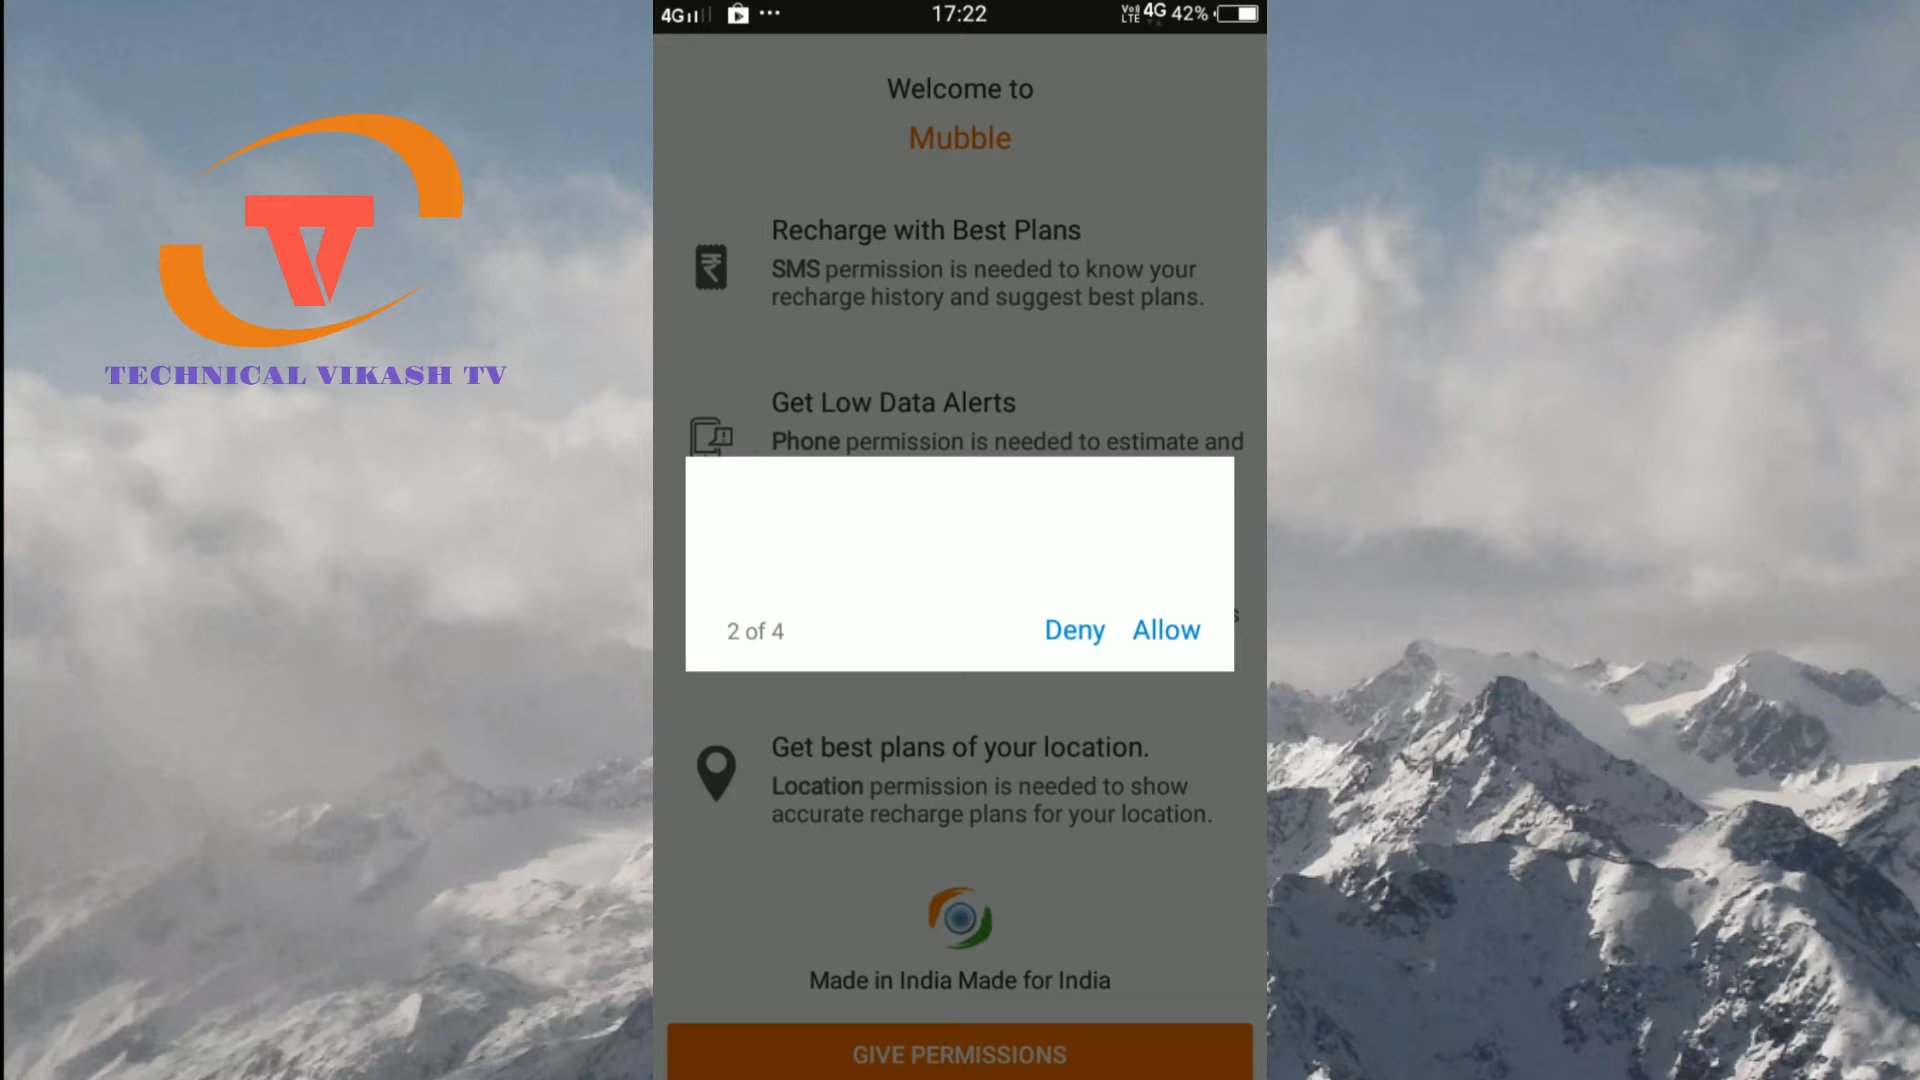 4G
17:22
VoI LTE 4G 42%
Welcome to
Mubble
Recharge with Best Plans
SMS permission is needed to know your
recharge history and suggest best plans.
Get Low Data Alerts
Phone permission is needed to estimate and
2 of 4
Deny Allow
Get best plans of your location.
Location permission is needed to show
accurate recharge plans for your location.
Made in India Made for India
GIVE PERMISSIONS
TV
TECHNICAL VIKASH TV